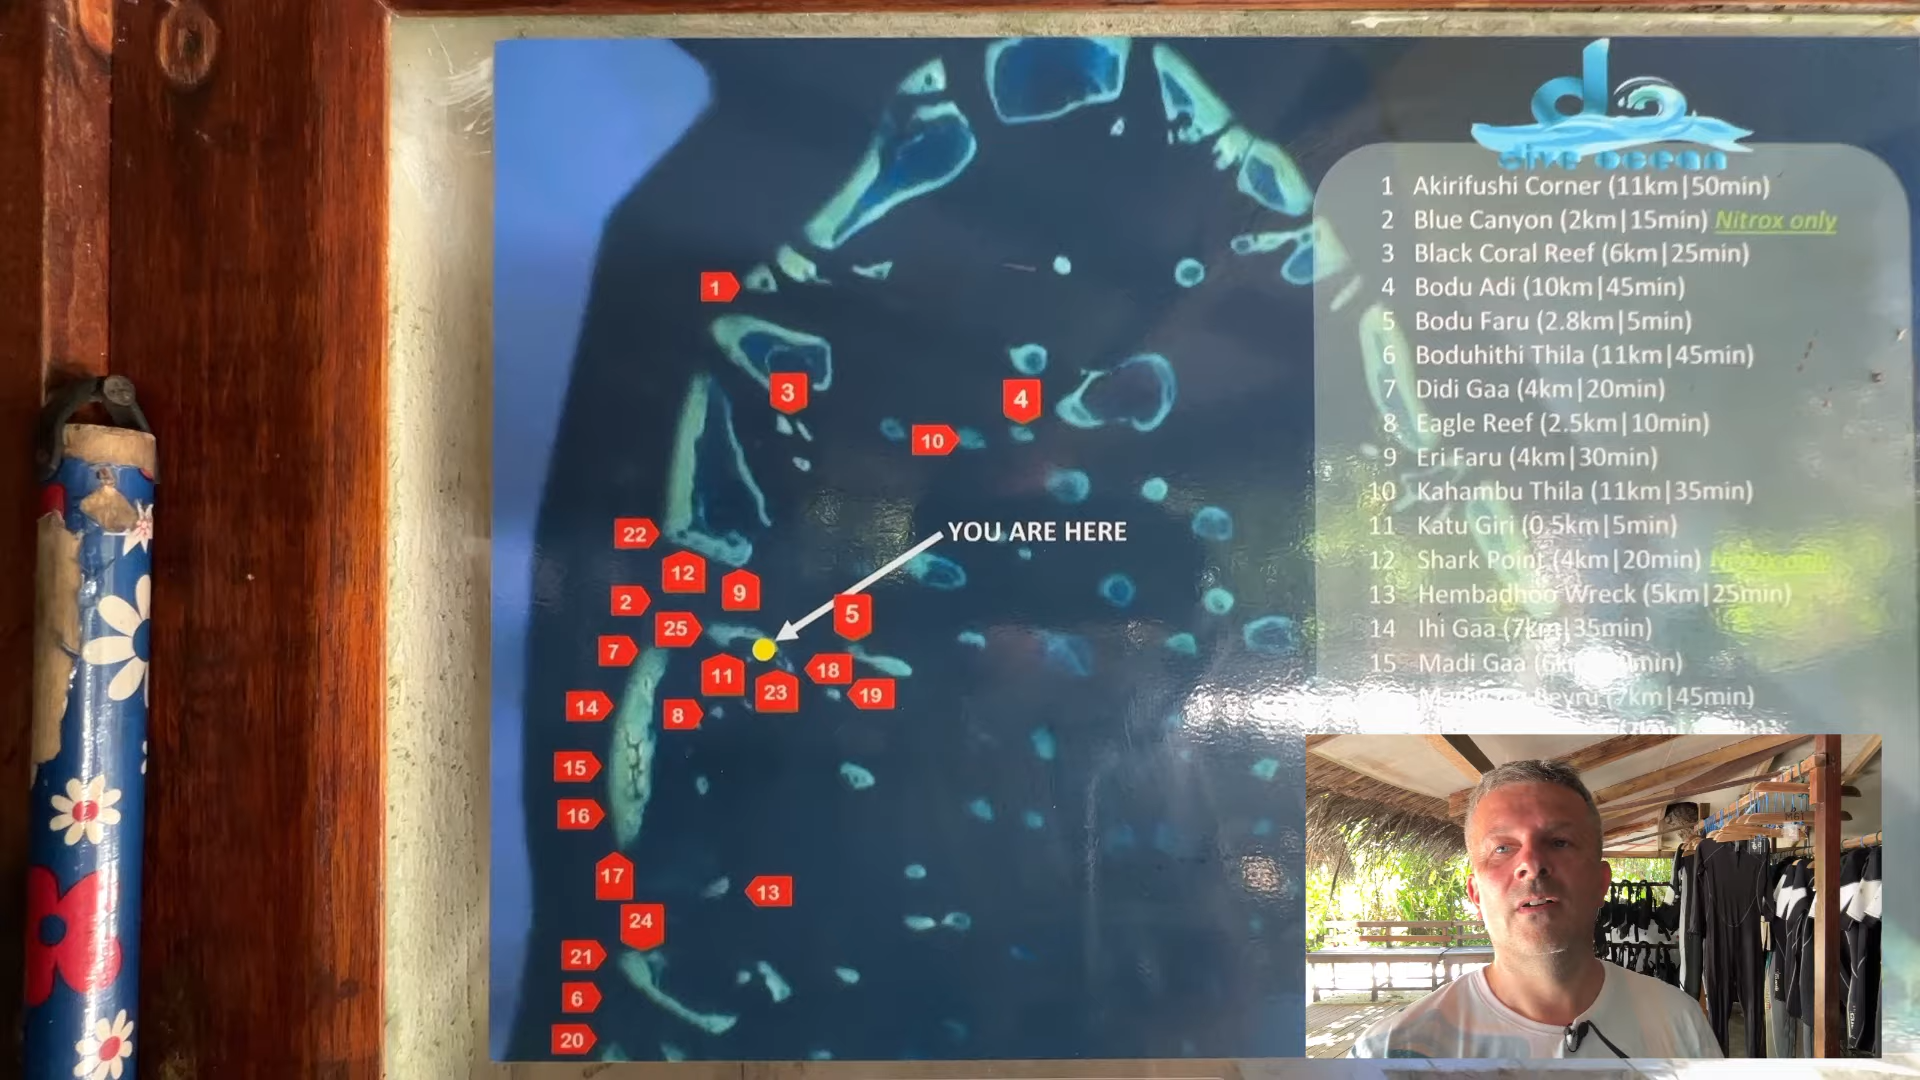 dive ocean
1 Akirifushi Corner (11km|50min)
2 Blue Canyon (2km|15min) Nitrox only
3 Black Coral Reef (6km|25min)
4 Bodu Adi (10km|45min)
5 Bodu Faru (2.8km|5min)
6 Boduhithi Thila (11km|45min)
7 Didi Gaa (4km|20min)
8 Eagle Reef (2.5km|10min)
9 Eri Faru (4km|30min)
10 Kahambu Thila (11km|35min)
11 Katu Giri (0.5km|5min)
12 Shark Point (4km|20min) Nitrox only
13 Hembadhoo Wreck (5km|25min)
14 Ihi Gaa (7km|35min)
15 Madi Gaa
(7km|45min)
1
3
4
10
YOU ARE HERE
22
12
9
2
5
25
7
11
18
23
19
14
8
15
16
17
13
24
21
6
20